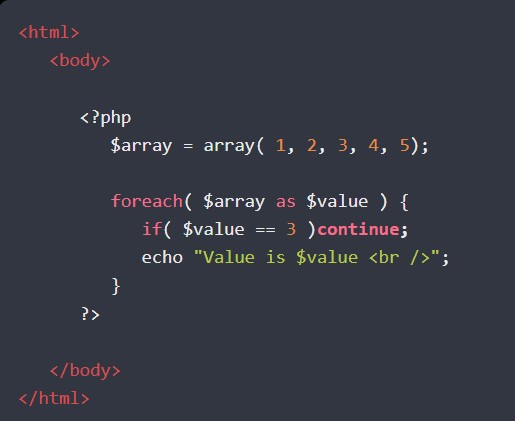 <html>
<body>
<?php
$array = array( 1, 2, 3, 4, 5);
foreach( $array as $value ) {
if( $value == 3 )continue;
echo "Value is $value <br />";
}
?>
</body>
</html>